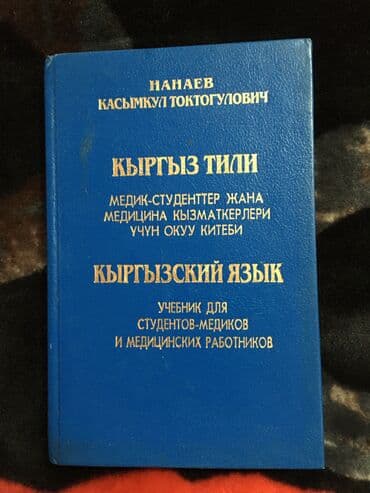 НАНАЕВ
КАСЫМКУЛ ТОКТОГУЛОВИЧ
КЫРГЫЗ ТИЛИ
МЕДИК-СТУДЕНТТЕР ЖАНА
МЕДИЦИНА КЫЗМАТКЕРЛЕРИ
ҮЧҮН ОКУУ КИТЕБИ
КЫРГЫЗСКИЙ ЯЗЫК
УЧЕБНИК ДЛЯ
СТУДЕНТОВ-МЕДИКОВ
И МЕДИЦИНСКИХ РАБОТНИКОВ